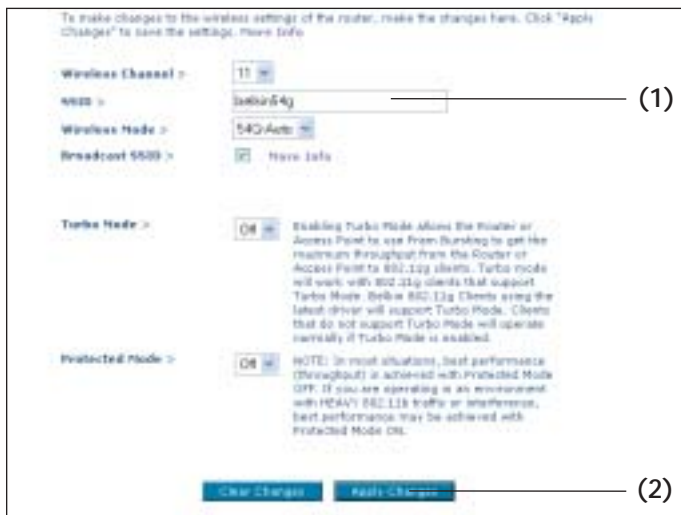 To make changes to the wireless settings of the router, make the changes here. Click "Apply
Changes" to save the settings. More Info
Wireless Channel >
11
SSID >
belkin54g
(1)
Wireless Mode >
54G-Auto
Broadcast SSID >
More Info
Turbo Mode >
Off
Enabling Turbo Mode allows the Router or
Access Point to use Fram Bursting to get the
maximum throughput from the Router or
Access Point to 802.11g clients. Turbo mode
will work with 802.11g clients that support
Turbo Mode. Belkin 802.11g Clients using the
latest driver will support Turbo Mode. Clients
that do not support Turbo Mode will operate
normally if Turbo Mode is enabled.
Protected Mode >
Off
NOTE: In most situations, best performance
(throughput) is achieved with Protected Mode
OFF. If you are operating in an environment
with HEAVY 802.11b traffic or interference,
best performance may be achieved with
Protected Mode ON.
Clear Changes
Apply Changes
(2)